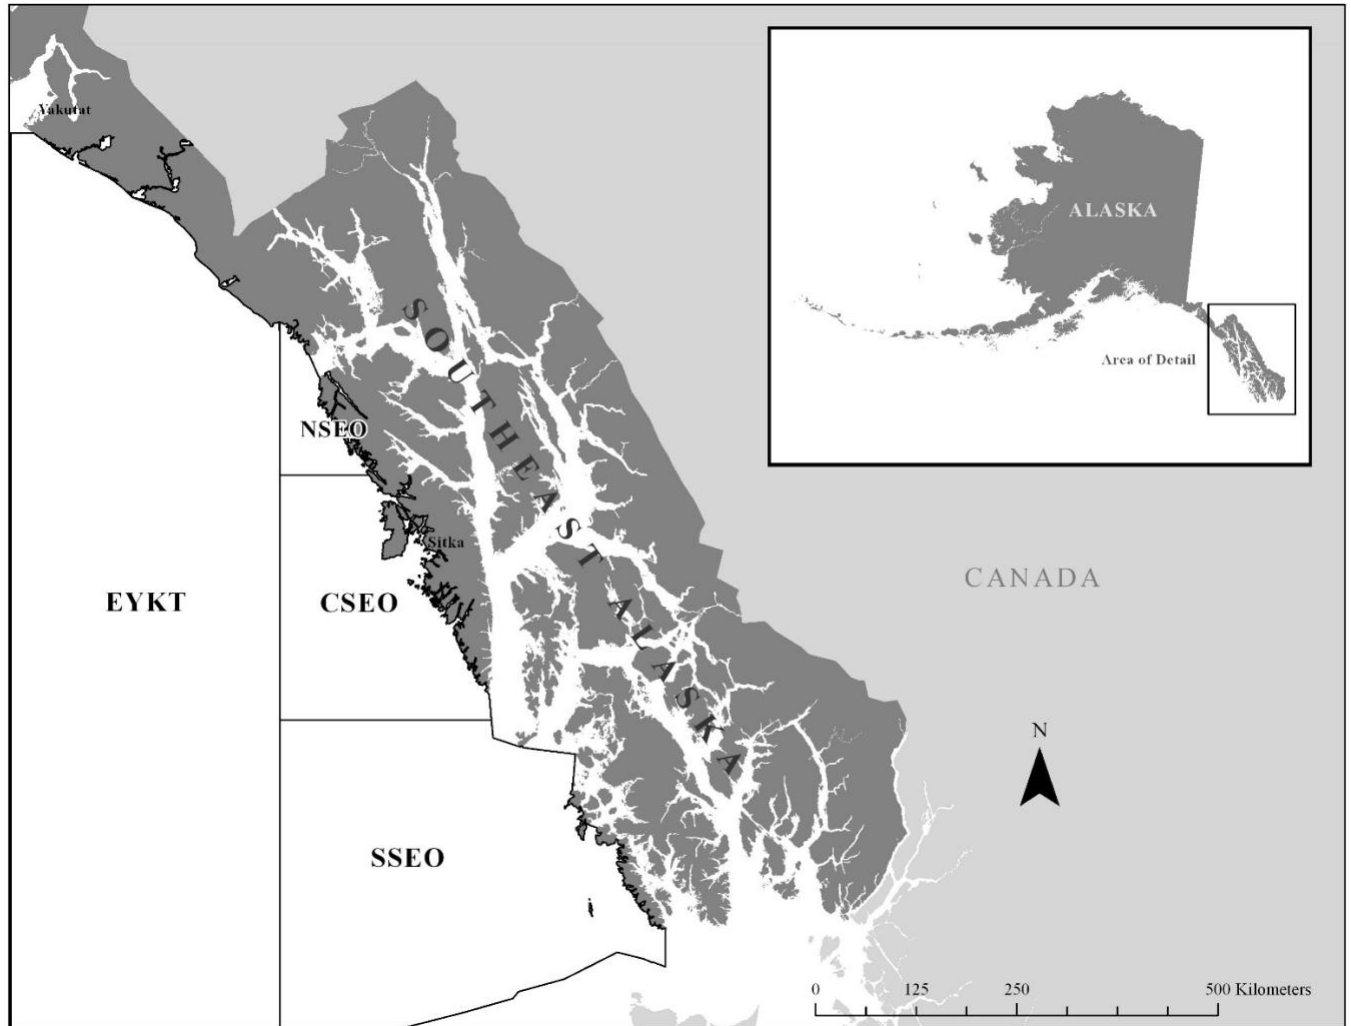 Yakutat
ALASKA
Area of Detail
SOUTHEAST ALASKA
NSEO
Sitka
CANADA
EYKT
CSEO
N
SSEO
0 125 250 500 Kilometers